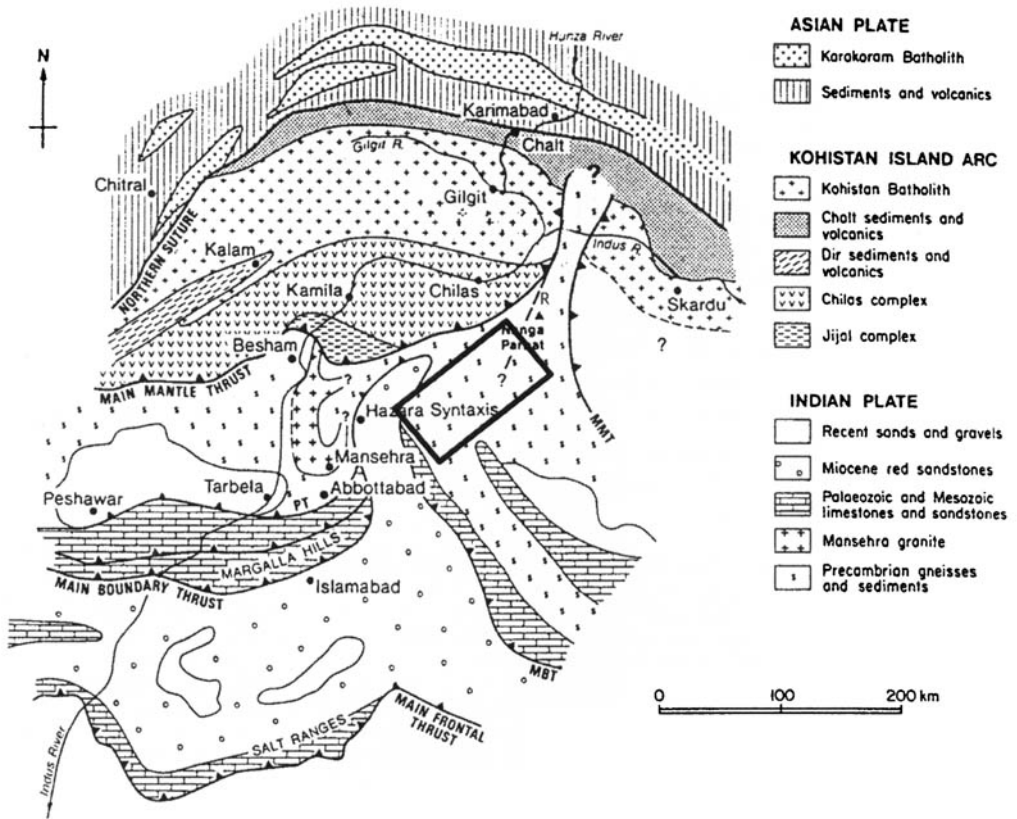 N
Hunza River
Karimabad
Chalt
Gilgit R.
?
Chitral
Gilgit
NORTHERN SUTURE
Kalam
Indus R.
Kamila
Chilas
Skardu
R
Nanga
Parbat
?
Besham
?
?
MAIN MANTLE THRUST
?
Hazara Syntaxis
MMT
Mansehra
Peshawar
Tarbela
PT
Abbottabad
MARGALLA HILLS
Islamabad
MAIN BOUNDARY THRUST
MBT
MAIN FRONTAL
THRUST
SALT RANGES
Indus River
ASIAN PLATE
Karakoram Batholith
Sediments and volcanics
KOHISTAN ISLAND ARC
Kohistan Batholith
Chalt sediments and
volcanics
Dir sediments and
volcanics
Chilas complex
Jijal complex
INDIAN PLATE
Recent sands and gravels
Miocene red sandstones
Palaeozoic and Mesozoic
limestones and sandstones
Mansehra granite
Precambrian gneisses
and sediments
0 100 200 km